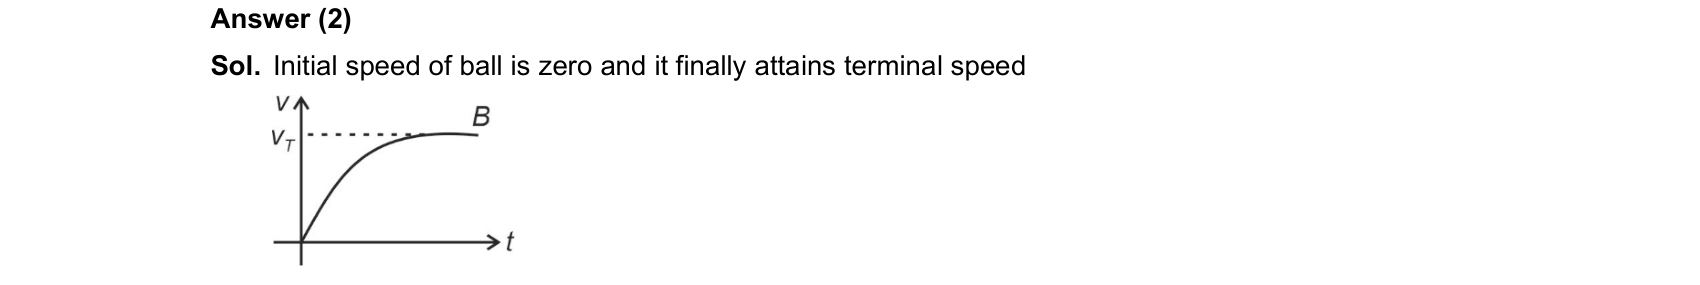 Answer (2)
Sol. Initial speed of ball is zero and it finally attains terminal speed
v
B
v_T
t